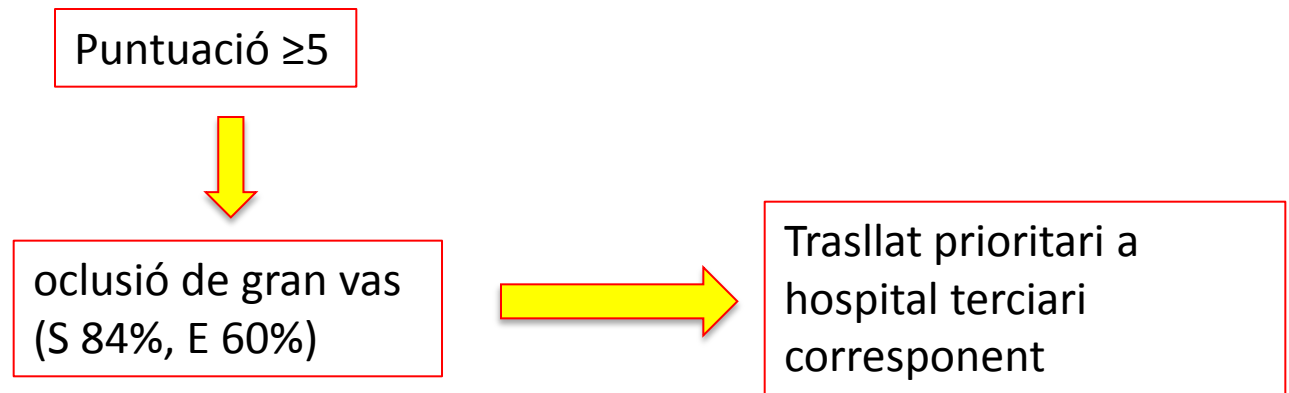 Puntuació ≥5
oclusió de gran vas
(S 84%, E 60%)
Trasllat prioritari a
hospital terciari
corresponent